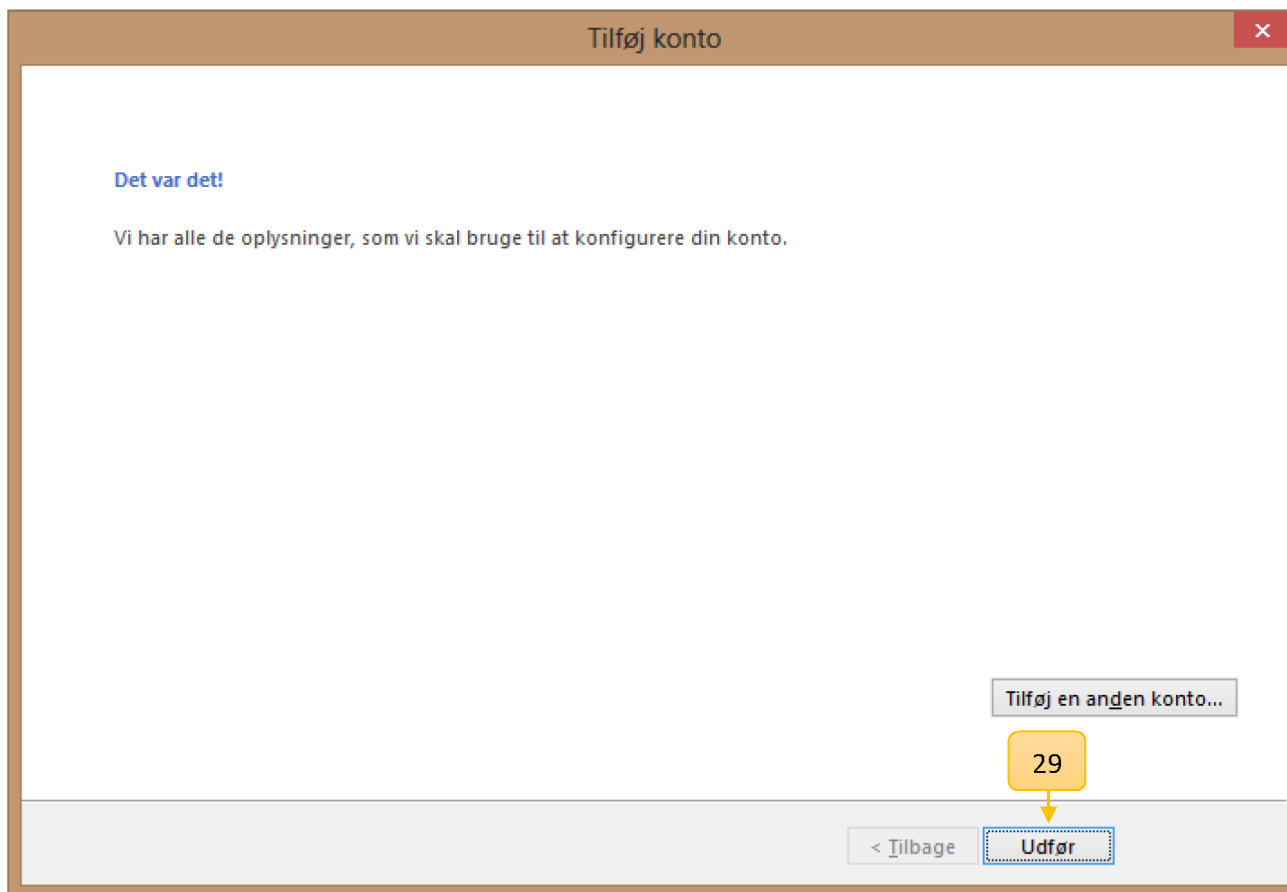 Tilføj konto
Det var det!
Vi har alle de oplysninger, som vi skal bruge til at konfigurere din konto.
Tilføj en anden konto...
29
< Tilbage
Udfør